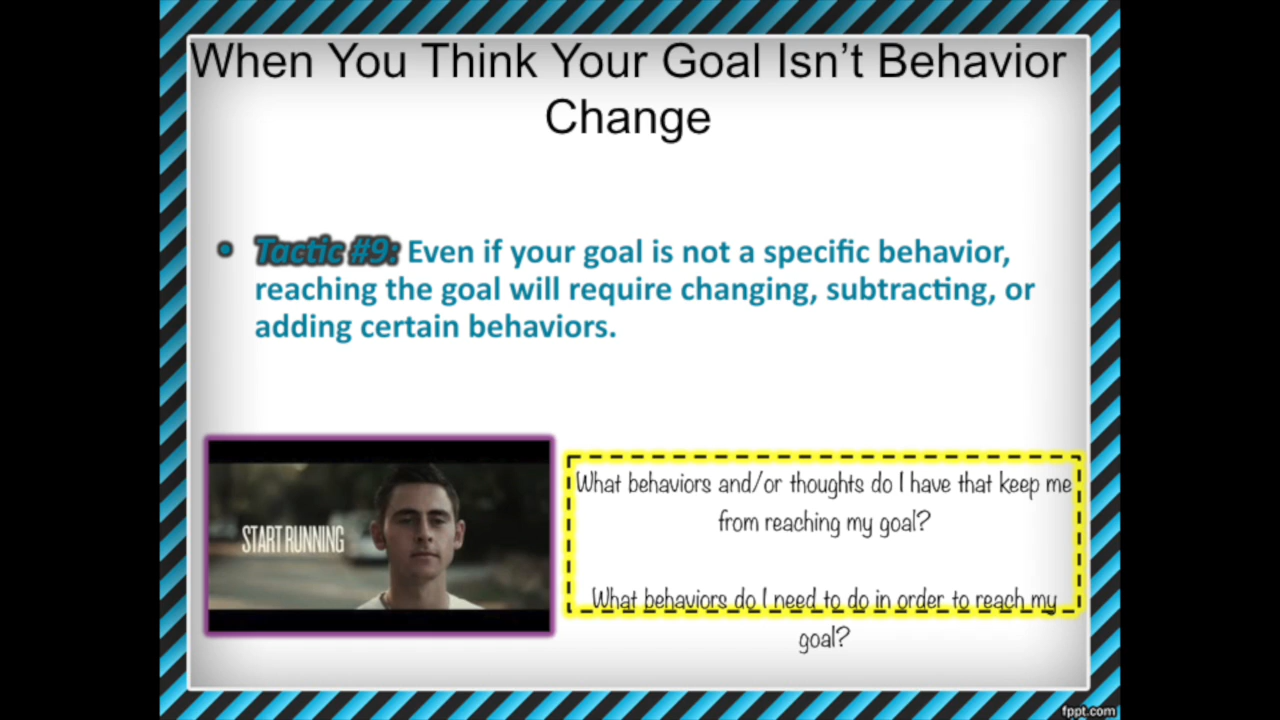 When You Think Your Goal Isn’t Behavior
Change
• Tactic #9: Even if your goal is not a specific behavior,
reaching the goal will require changing, subtracting, or
adding certain behaviors.
START RUNNING
What behaviors and/or thoughts do I have that keep me
from reaching my goal?
What behaviors do I need to do in order to reach my
goal?
fppt.com